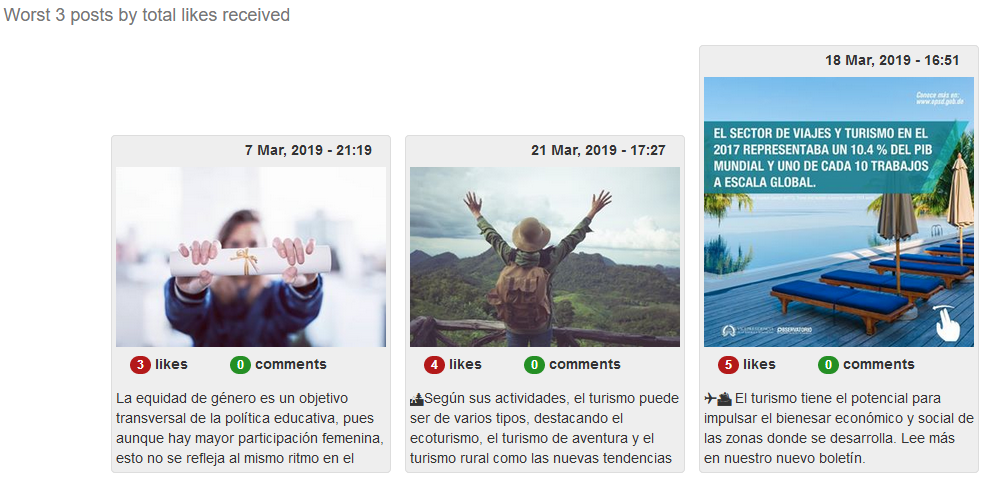 Worst 3 posts by total likes received
7 Mar, 2019 - 21:19
3 likes
0 comments
La equidad de género es un objetivo
transversal de la política educativa, pues
aunque hay mayor participación femenina,
esto no se refleja al mismo ritmo en el
21 Mar, 2019 - 17:27
4 likes
0 comments
Según sus actividades, el turismo puede
ser de varios tipos, destacando el
ecoturismo, el turismo de aventura y el
turismo rural como las nuevas tendencias
18 Mar, 2019 - 16:51
Conoce más en:
EL SECTOR DE VIAJES Y TURISMO EN EL
2017 REPRESENTABA UN 10.4 % DEL PIB
MUNDIAL Y UNO DE CADA 10 TRABAJOS
A ESCALA GLOBAL.
OBSERVATORIO
5 likes
0 comments
El turismo tiene el potencial para
impulsar el bienesar económico y social de
las zonas donde se desarrolla. Lee más
en nuestro nuevo boletín.